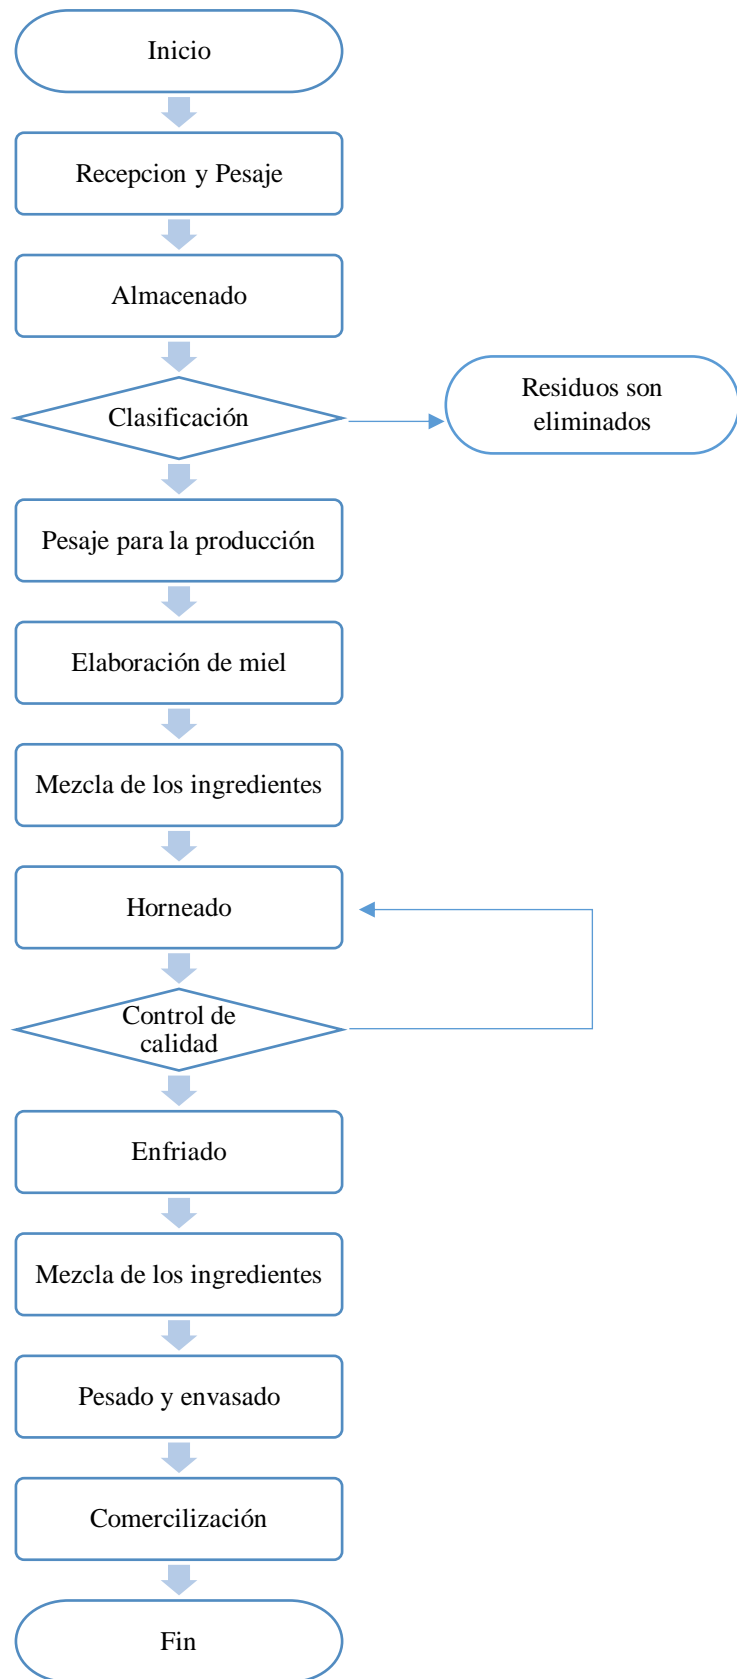 Inicio
Recepcion y Pesaje
Almacenado
Clasificación
Residuos son
eliminados
Pesaje para la producción
Elaboración de miel
Mezcla de los ingredientes
Horneado
Control de
calidad
Enfriado
Mezcla de los ingredientes
Pesado y envasado
Comercilización
Fin